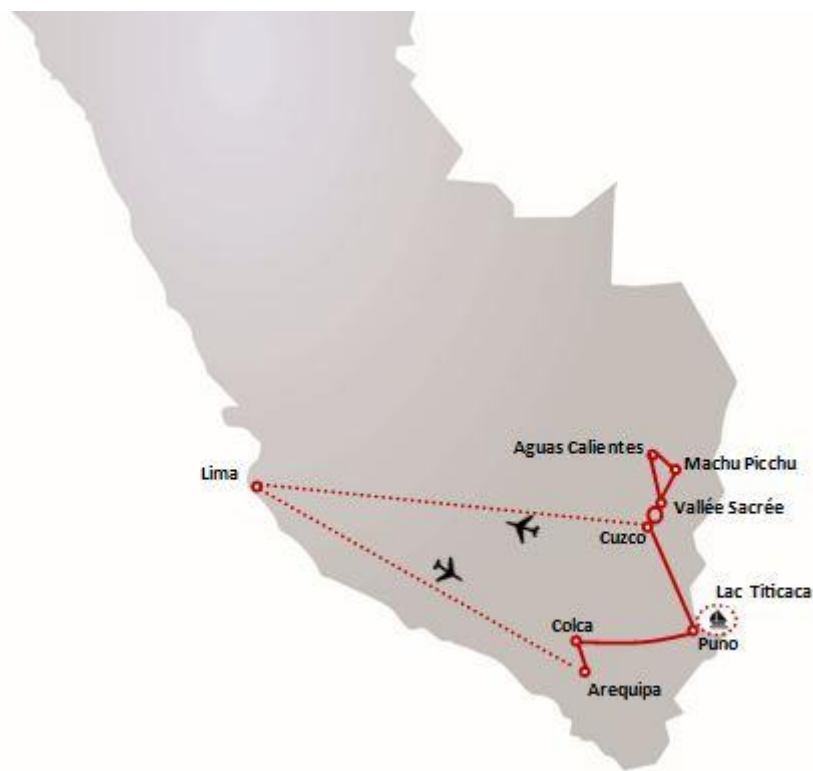 Aguas Calientes
Machu Picchu
Lima
Vallée Sacrée
Cuzco
Lac Titicaca
Colca
Puno
Arequipa